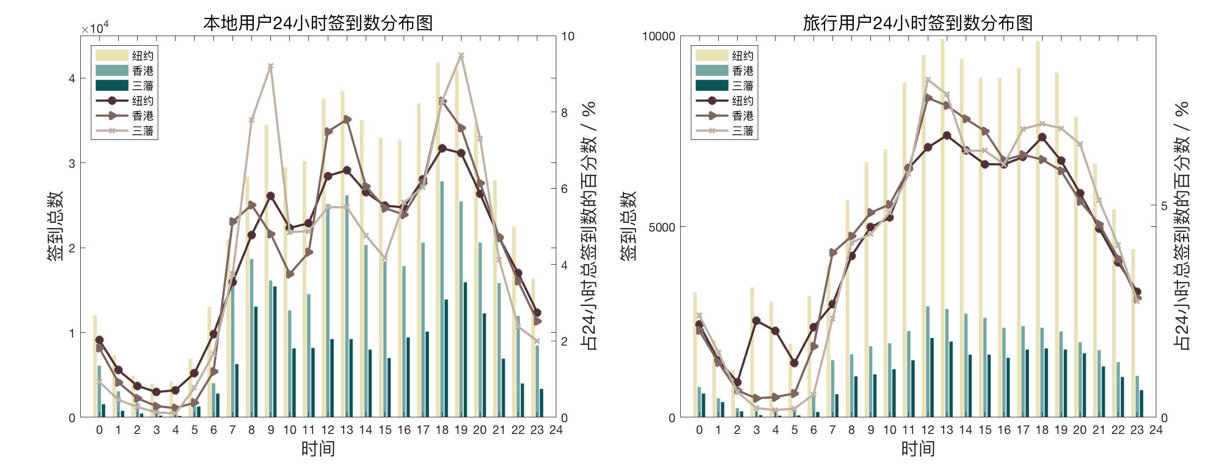 本地用户24小时签到数分布图
×10⁴
纽约
香港
三藩
纽约
香港
三藩
签到总数
0
1
2
3
4
0
2
4
6
8
10
占24小时总签到数的百分数 / %
0 1 2 3 4 5 6 7 8 9 10 11 12 13 14 15 16 17 18 19 20 21 22 23 24
时间
旅行用户24小时签到数分布图
纽约
香港
三藩
纽约
香港
三藩
签到总数
0
5000
10000
0
5
占24小时总签到数的百分数 / %
0 1 2 3 4 5 6 7 8 9 10 11 12 13 14 15 16 17 18 19 20 21 22 23 24
时间